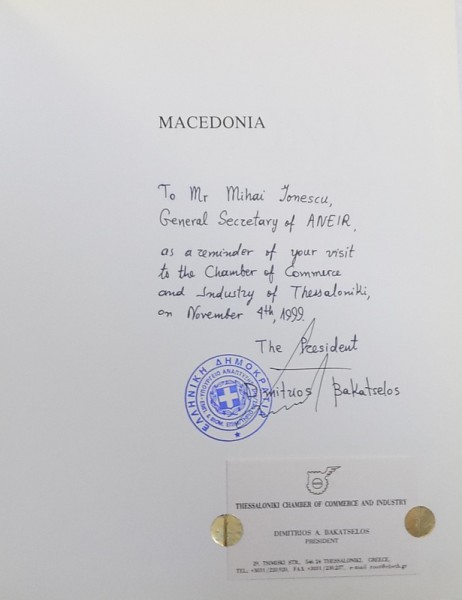 MACEDONIA
To Mr Mihai Ionescu,
General Secretary of ANEIR,
as a reminder of your visit
to the Chamber of Commerce
and Industry of Thessaloniki,
on November 4th, 1999.
The President
Dimitrios Bakatselos
ΕΛΛΗΝΙΚΗ ΔΗΜΟΚΡΑΤΙΑ
THESSALONIKI CHAMBER OF COMMERCE AND INDUSTRY
DIMITRIOS A. BAKATSELOS
PRESIDENT
29, TSIMISKI STR., 546 24 THESSALONIKI, GREECE,